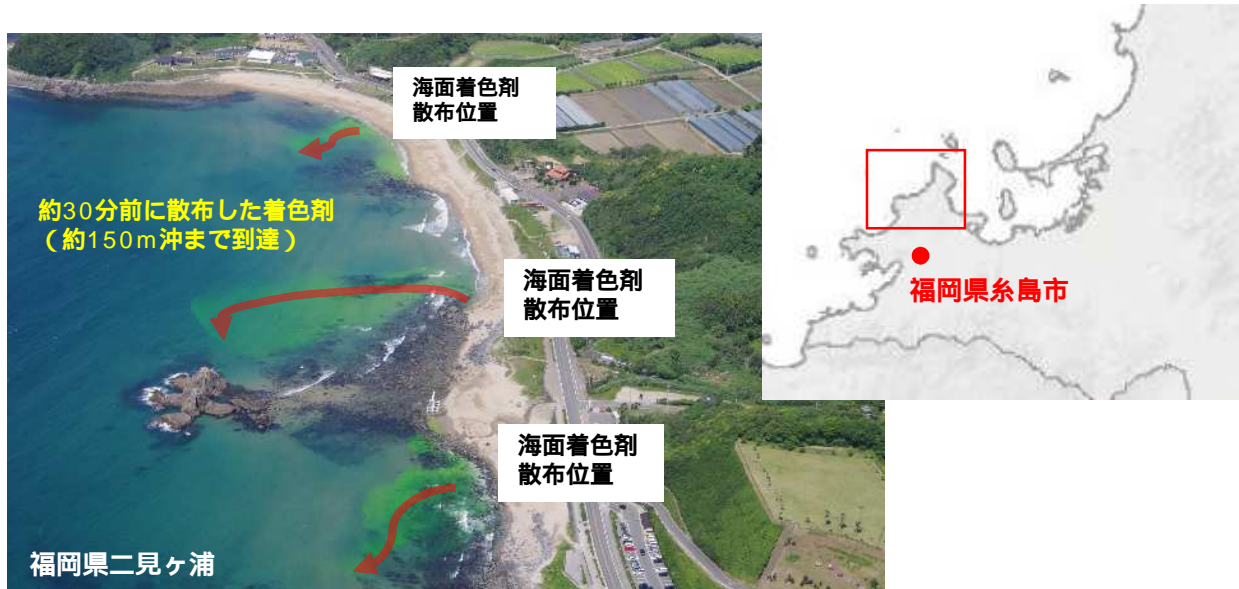 海面着色剤
散布位置
約30分前に散布した着色剤
（約150m沖まで到達）
海面着色剤
散布位置
海面着色剤
散布位置
福岡県二見ヶ浦
福岡県糸島市